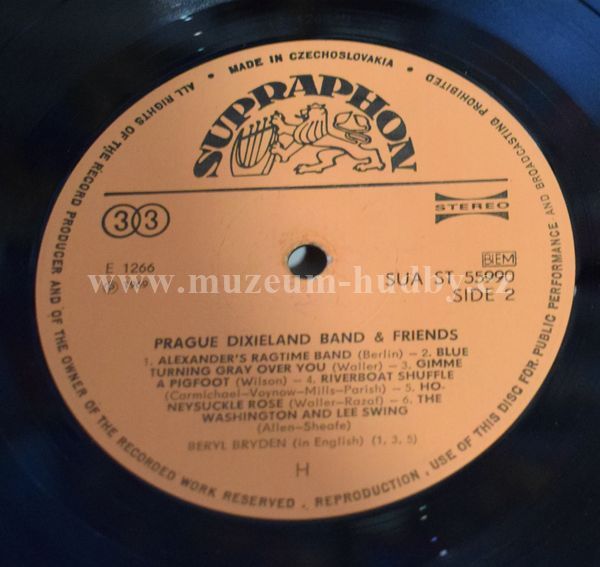 • MADE IN CZECHOSLOVAKIA •
ALL RIGHTS OF THE RECORD PRODUCER AND OF THE OWNER OF THE RECORDED WORK RESERVED . REPRODUCTION , USE OF THIS DISC FOR PUBLIC PERFORMANCE AND BROADCASTING PROHIBITED
SUPRAPHON
33
STEREO
E 1266
BIEM
SUA ST 55990
SIDE 2
www.muzeum-hudby.cz
PRAGUE DIXIELAND BAND & FRIENDS
1. ALEXANDER'S RAGTIME BAND (Berlin) – 2. BLUE
TURNING GRAY OVER YOU (Waller) – 3. GIMME
A PIGFOOT (Wilson) – 4. RIVERBOAT SHUFFLE
(Carmichael–Voynow–Mills–Parish) – 5. HO-
NEYSUCKLE ROSE (Waller–Razaf) – 6. THE
WASHINGTON AND LEE SWING
(Allen–Sheafe)
BERYL BRYDEN (in English) (1, 3, 5)
H